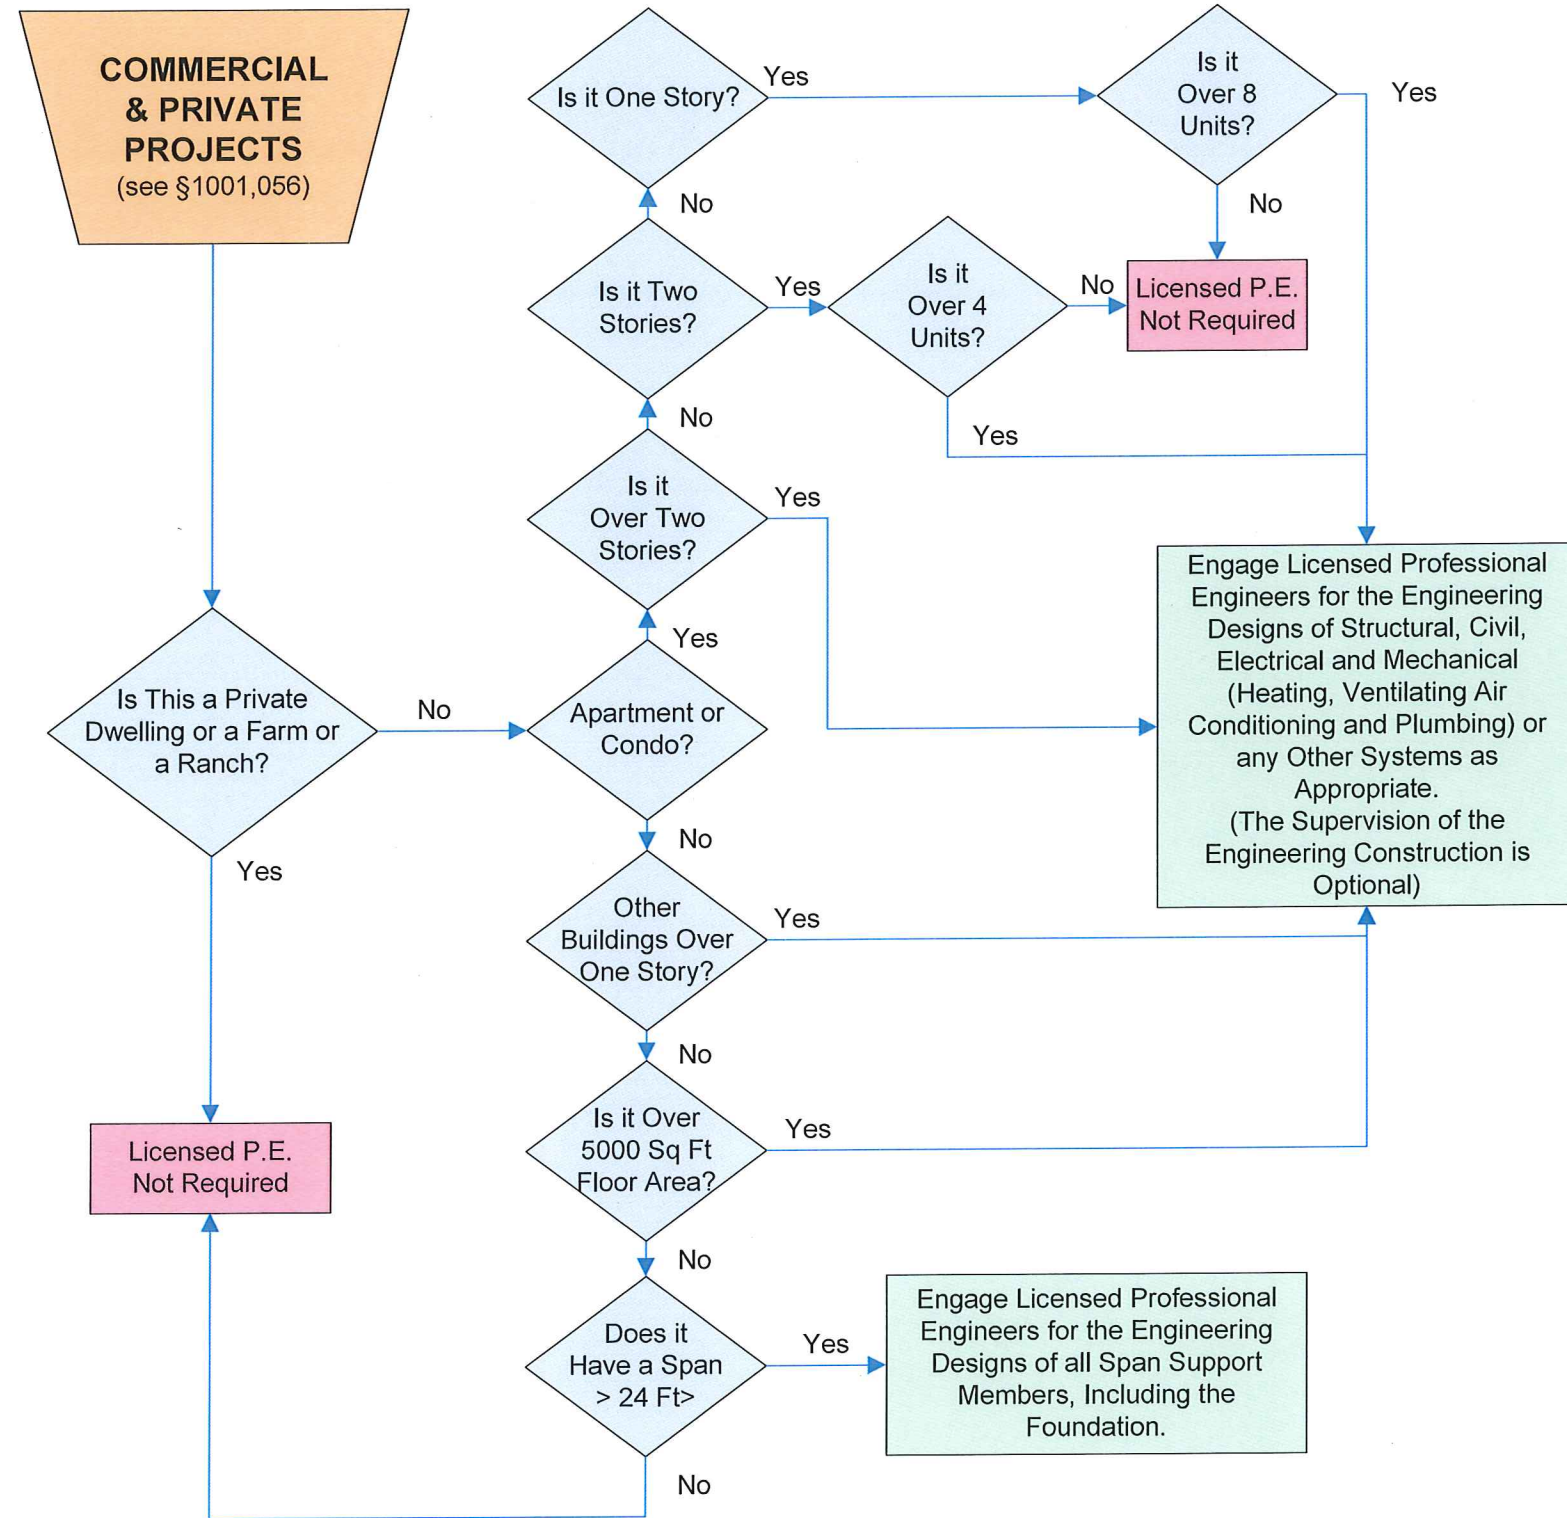 COMMERCIAL
& PRIVATE
PROJECTS
(see §1001,056)
Is it One Story?
Yes
Is it
Over 8
Units?
Yes
No
No
Is it Two
Stories?
Yes
Is it
Over 4
Units?
No
Licensed P.E.
Not Required
No
Yes
Is it
Over Two
Stories?
Yes
Engage Licensed Professional
Engineers for the Engineering
Designs of Structural, Civil,
Electrical and Mechanical
(Heating, Ventilating Air
Conditioning and Plumbing) or
any Other Systems as
Appropriate.
(The Supervision of the
Engineering Construction is
Optional)
Yes
Is This a Private
Dwelling or a Farm or
a Ranch?
No
Apartment or
Condo?
No
Yes
Other
Buildings Over
One Story?
Yes
No
Is it Over
5000 Sq Ft
Floor Area?
Yes
Licensed P.E.
Not Required
No
Does it
Have a Span
> 24 Ft>
Yes
Engage Licensed Professional
Engineers for the Engineering
Designs of all Span Support
Members, Including the
Foundation.
No